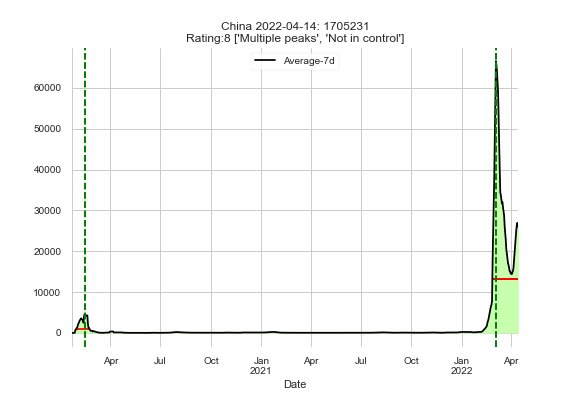 China 2022-04-14: 1705231
Rating:8 ['Multiple peaks', 'Not in control']
Average-7d
60000
50000
40000
30000
20000
10000
0
Apr Jul Oct Jan Apr Jul Oct Jan Apr
2021 2022
Date